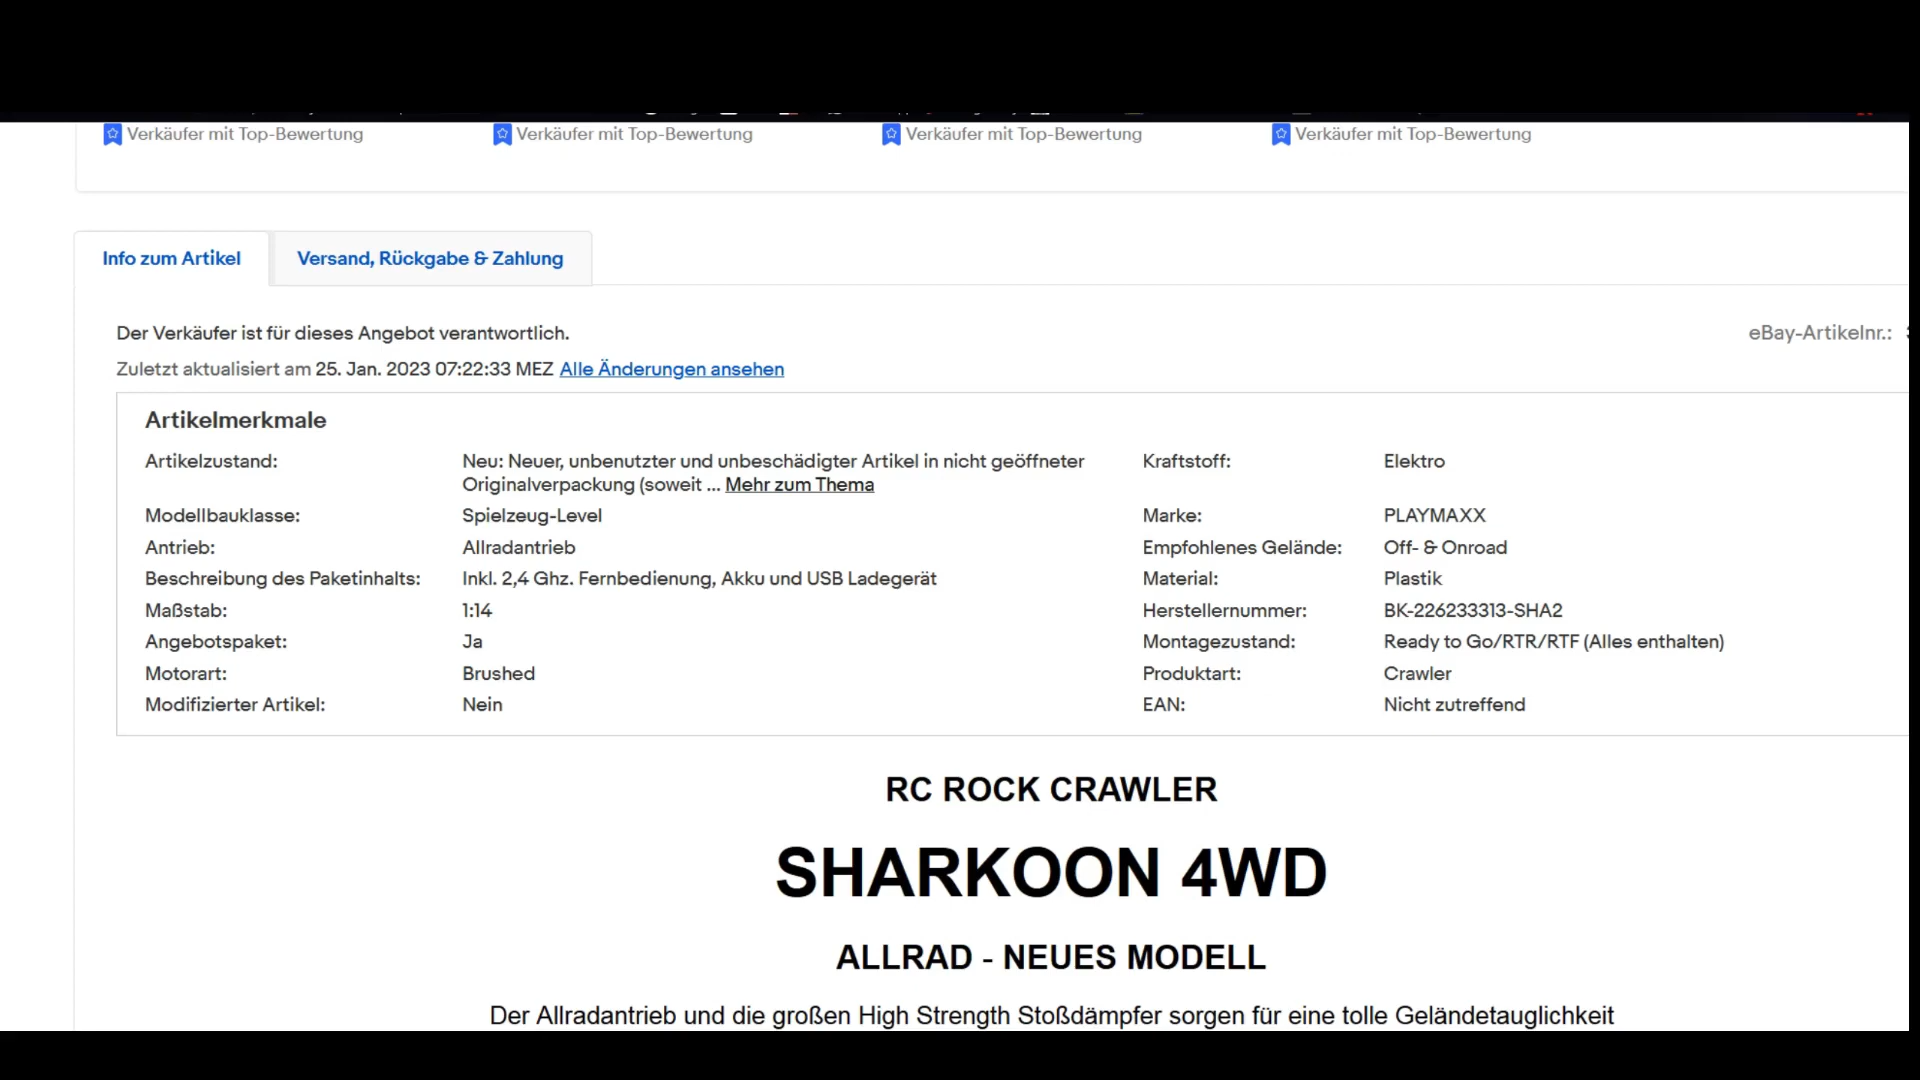 Verkäufer mit Top-Bewertung Verkäufer mit Top-Bewertung Verkäufer mit Top-Bewertung Verkäufer mit Top-Bewertung
Info zum Artikel Versand, Rückgabe & Zahlung
Der Verkäufer ist für dieses Angebot verantwortlich. eBay-Artikelnr.:
Zuletzt aktualisiert am 25. Jan. 2023 07:22:33 MEZ Alle Änderungen ansehen
Artikelmerkmale
Artikelzustand: Neu: Neuer, unbenutzter und unbeschädigter Artikel in nicht geöffneter Kraftstoff: Elektro
Originalverpackung (soweit ... Mehr zum Thema
Modellbauklasse: Spielzeug-Level Marke: PLAYMAXX
Antrieb: Allradantrieb Empfohlenes Gelände: Off- & Onroad
Beschreibung des Paketinhalts: Inkl. 2,4 Ghz. Fernbedienung, Akku und USB Ladegerät Material: Plastik
Maßstab: 1:14 Herstellernummer: BK-226233313-SHA2
Angebotspaket: Ja Montagezustand: Ready to Go/RTR/RTF (Alles enthalten)
Motorart: Brushed Produktart: Crawler
Modifizierter Artikel: Nein EAN: Nicht zutreffend
RC ROCK CRAWLER
SHARKOON 4WD
ALLRAD - NEUES MODELL
Der Allradantrieb und die großen High Strength Stoßdämpfer sorgen für eine tolle Geländetauglichkeit